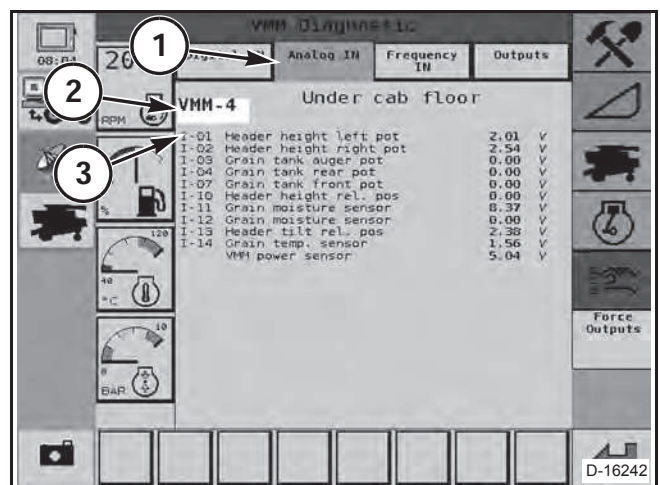 VMM Diagnostic
08:04
20
1
Analog IN
Frequency
IN
Outputs
RPM
2
VMM-4
Under cab floor
3
I-01 Header height left pot 2.01 V
I-02 Header height right pot 2.54 V
I-03 Grain tank auger pot 0.00 V
I-04 Grain tank rear pot 0.00 V
I-07 Grain tank front pot 0.00 V
I-10 Header height rel. pos 0.00 V
I-11 Grain moisture sensor 8.37 V
I-12 Grain moisture sensor 0.00 V
I-13 Header tilt rel. pos 2.38 V
I-14 Grain temp. sensor 1.56 V
VMM power sensor 5.04 V
%
120
40
°C
10
0
BAR
Force
Outputs
D-16242